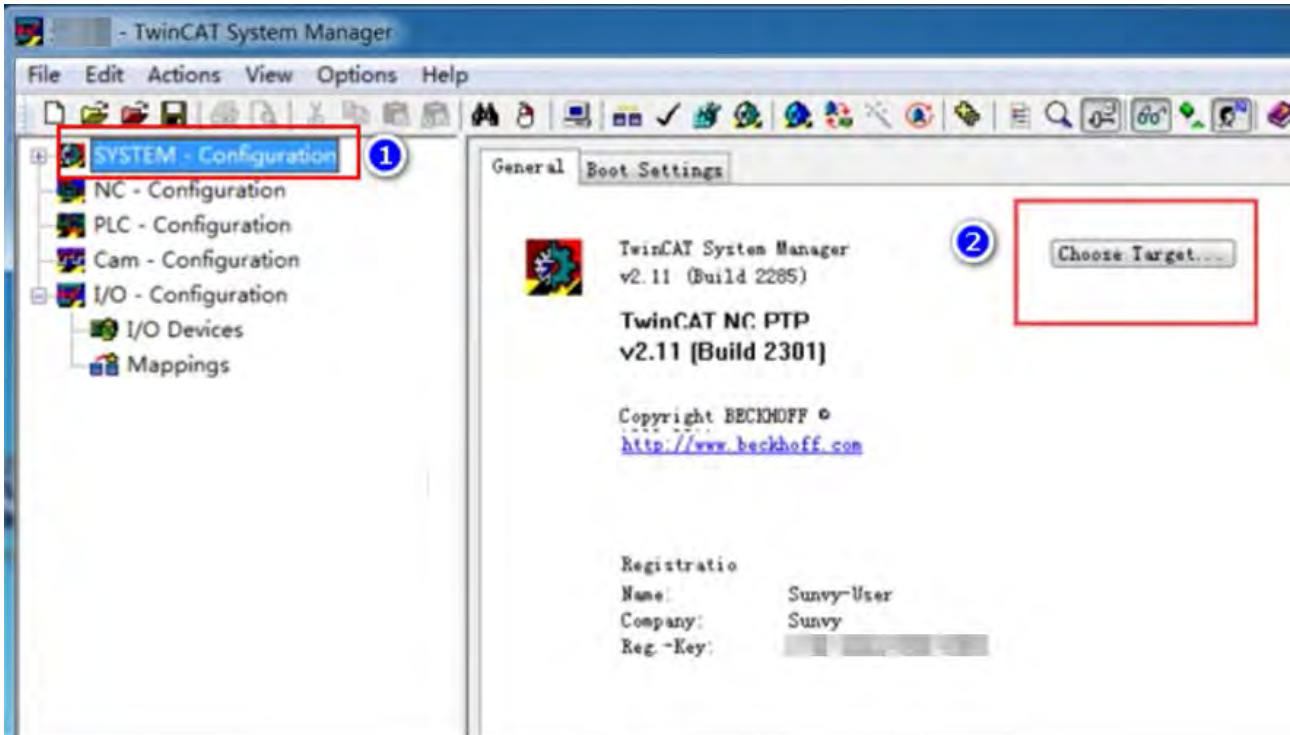 - TwinCAT System Manager
File Edit Actions View Options Help
SYSTEM - Configuration
1
NC - Configuration
PLC - Configuration
Cam - Configuration
I/O - Configuration
I/O Devices
Mappings
General Boot Settings
TwinCAT System Manager
v2.11 (Build 2285)
2
Choose Target...
TwinCAT NC PTP
v2.11 (Build 2301)
Copyright BECKHOFF ©
http://www.beckhoff.com
Registratio
Name: Sunvy-User
Company: Sunvy
Reg.-Key: